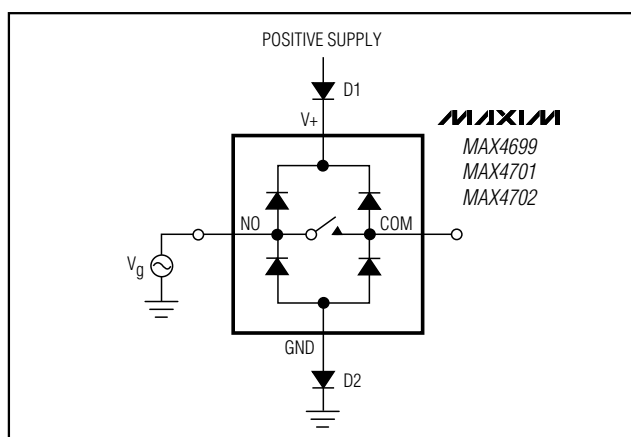 POSITIVE SUPPLY
D1
V+
MAXIM
MAX4699
MAX4701
MAX4702
NO
COM
Vg
GND
D2